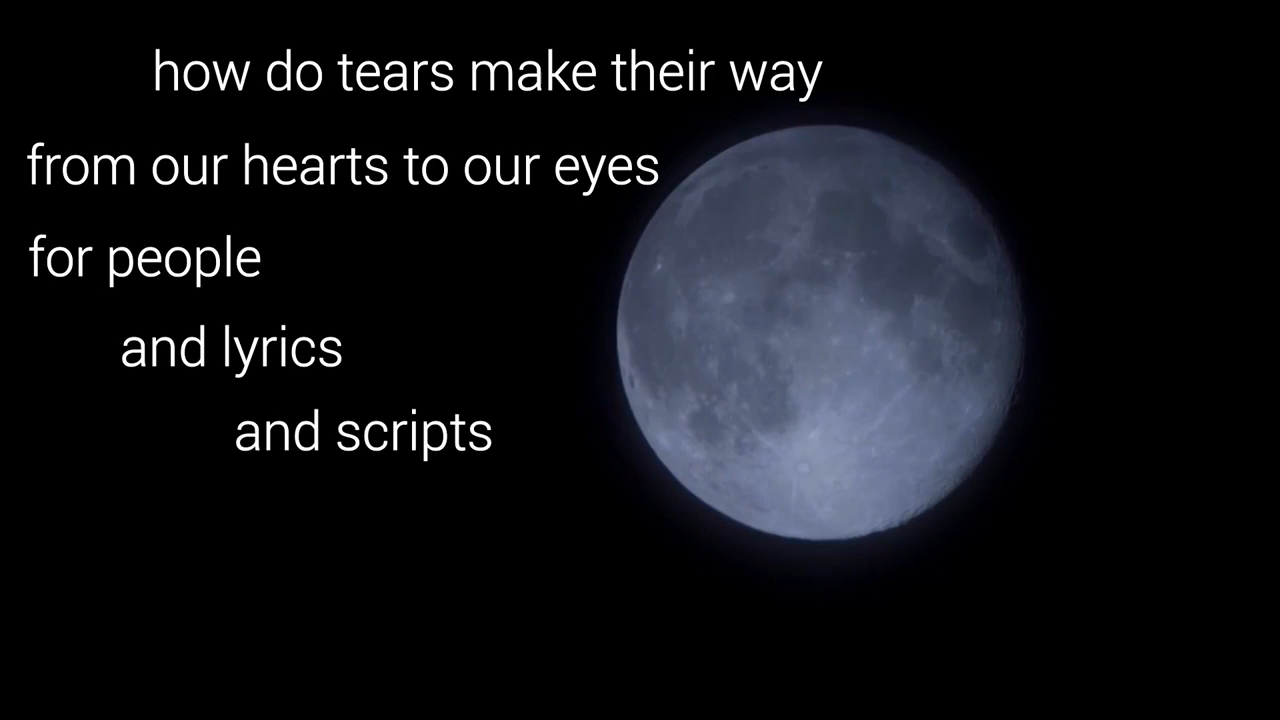 how do tears make their way
from our hearts to our eyes
for people
and lyrics
and scripts